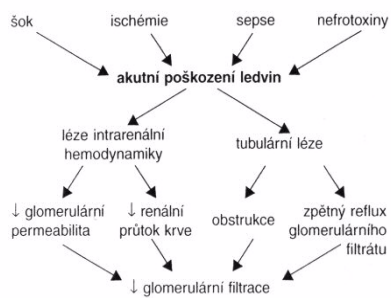 šok
ischémie
sepse
nefrotoxiny
akutní poškození ledvin
léze intrarenální
hemodynamiky
tubulární léze
↓ glomerulární
permeabilita
↓ renální
průtok krve
obstrukce
zpětný reflux
glomerulárního
filtrátu
↓ glomerulární filtrace